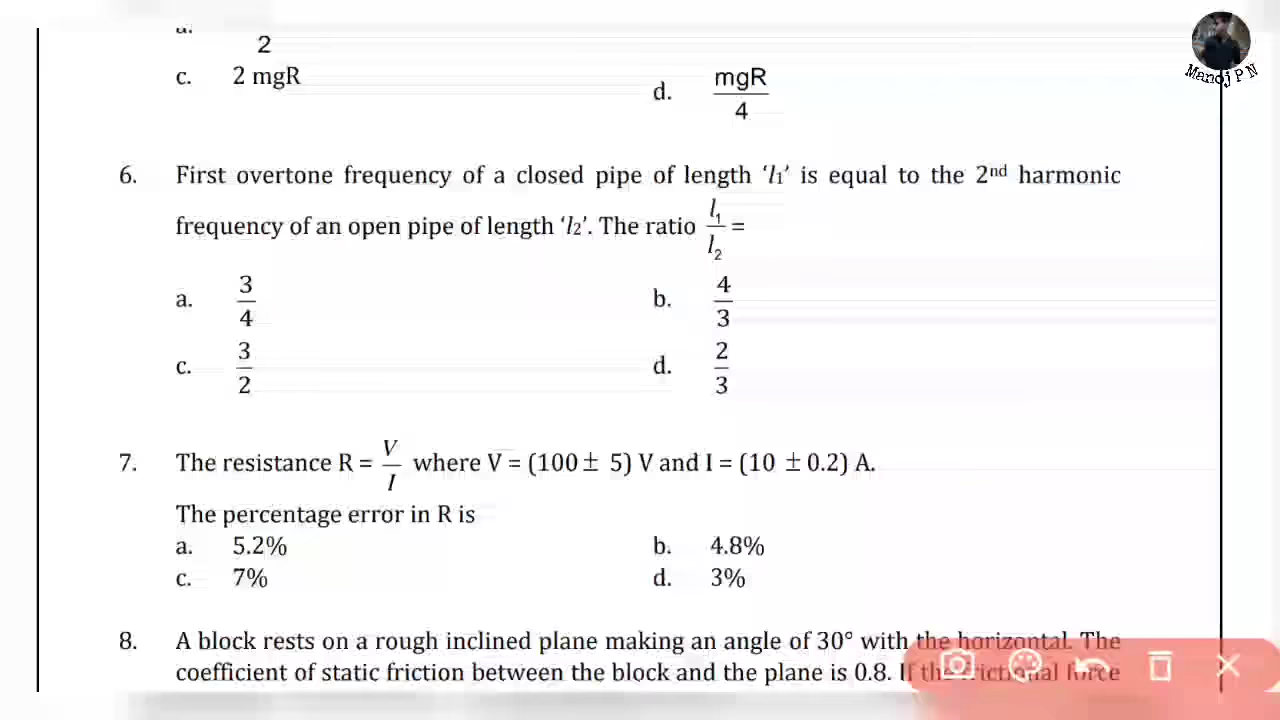 2
c. 2 mgR d. mgR/4
Manoj P N
6. First overtone frequency of a closed pipe of length ‘l1’ is equal to the 2nd harmonic
frequency of an open pipe of length ‘l2’. The ratio l1/l2 =
a. 3/4 b. 4/3
c. 3/2 d. 2/3
7. The resistance R = V/I where V = (100 ± 5) V and I = (10 ± 0.2) A.
The percentage error in R is
a. 5.2% b. 4.8%
c. 7% d. 3%
8. A block rests on a rough inclined plane making an angle of 30° with the horizontal. The
coefficient of static friction between the block and the plane is 0.8. If the frictional force